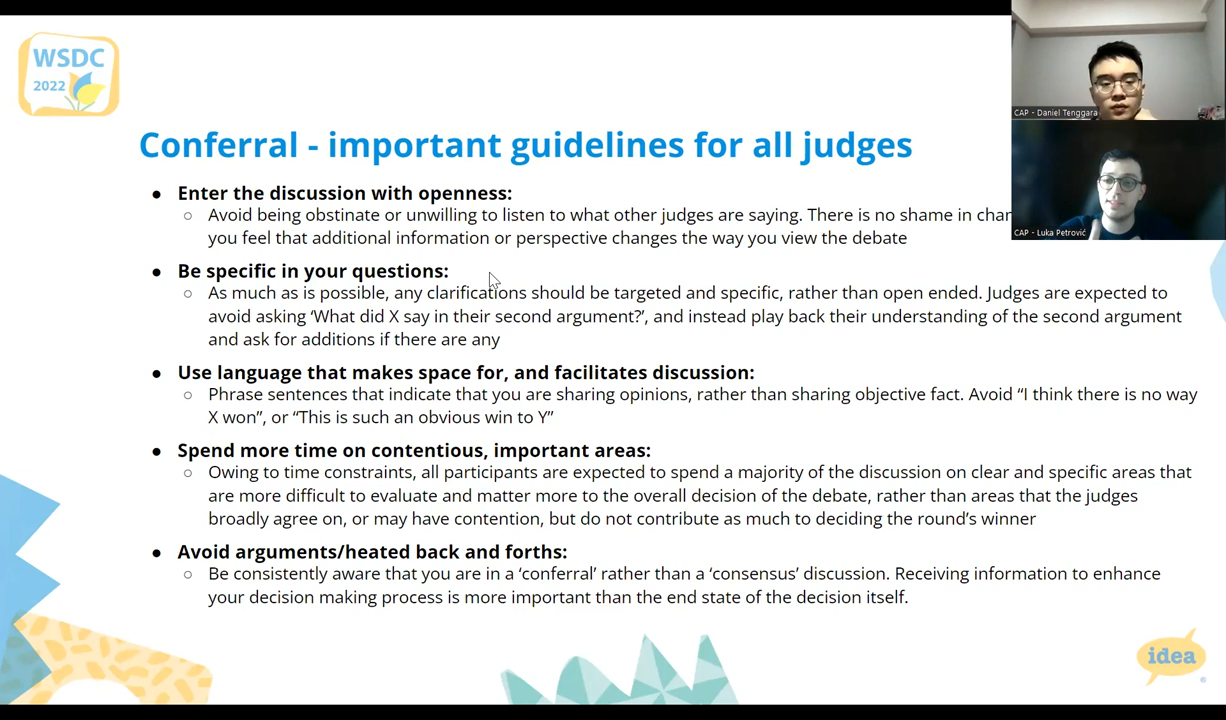 WSDC
2022
CAP - Daniel Tenggara
CAP - Luka Petrović
Conferral - important guidelines for all judges
● Enter the discussion with openness:
○ Avoid being obstinate or unwilling to listen to what other judges are saying. There is no shame in
you feel that additional information or perspective changes the way you view the debate
● Be specific in your questions:
○ As much as is possible, any clarifications should be targeted and specific, rather than open ended. Judges are expected to
avoid asking ‘What did X say in their second argument?’, and instead play back their understanding of the second argument
and ask for additions if there are any
● Use language that makes space for, and facilitates discussion:
○ Phrase sentences that indicate that you are sharing opinions, rather than sharing objective fact. Avoid “I think there is no way
X won”, or “This is such an obvious win to Y”
● Spend more time on contentious, important areas:
○ Owing to time constraints, all participants are expected to spend a majority of the discussion on clear and specific areas that
are more difficult to evaluate and matter more to the overall decision of the debate, rather than areas that the judges
broadly agree on, or may have contention, but do not contribute as much to deciding the round’s winner
● Avoid arguments/heated back and forths:
○ Be consistently aware that you are in a ‘conferral’ rather than a ‘consensus’ discussion. Receiving information to enhance
your decision making process is more important than the end state of the decision itself.
idea